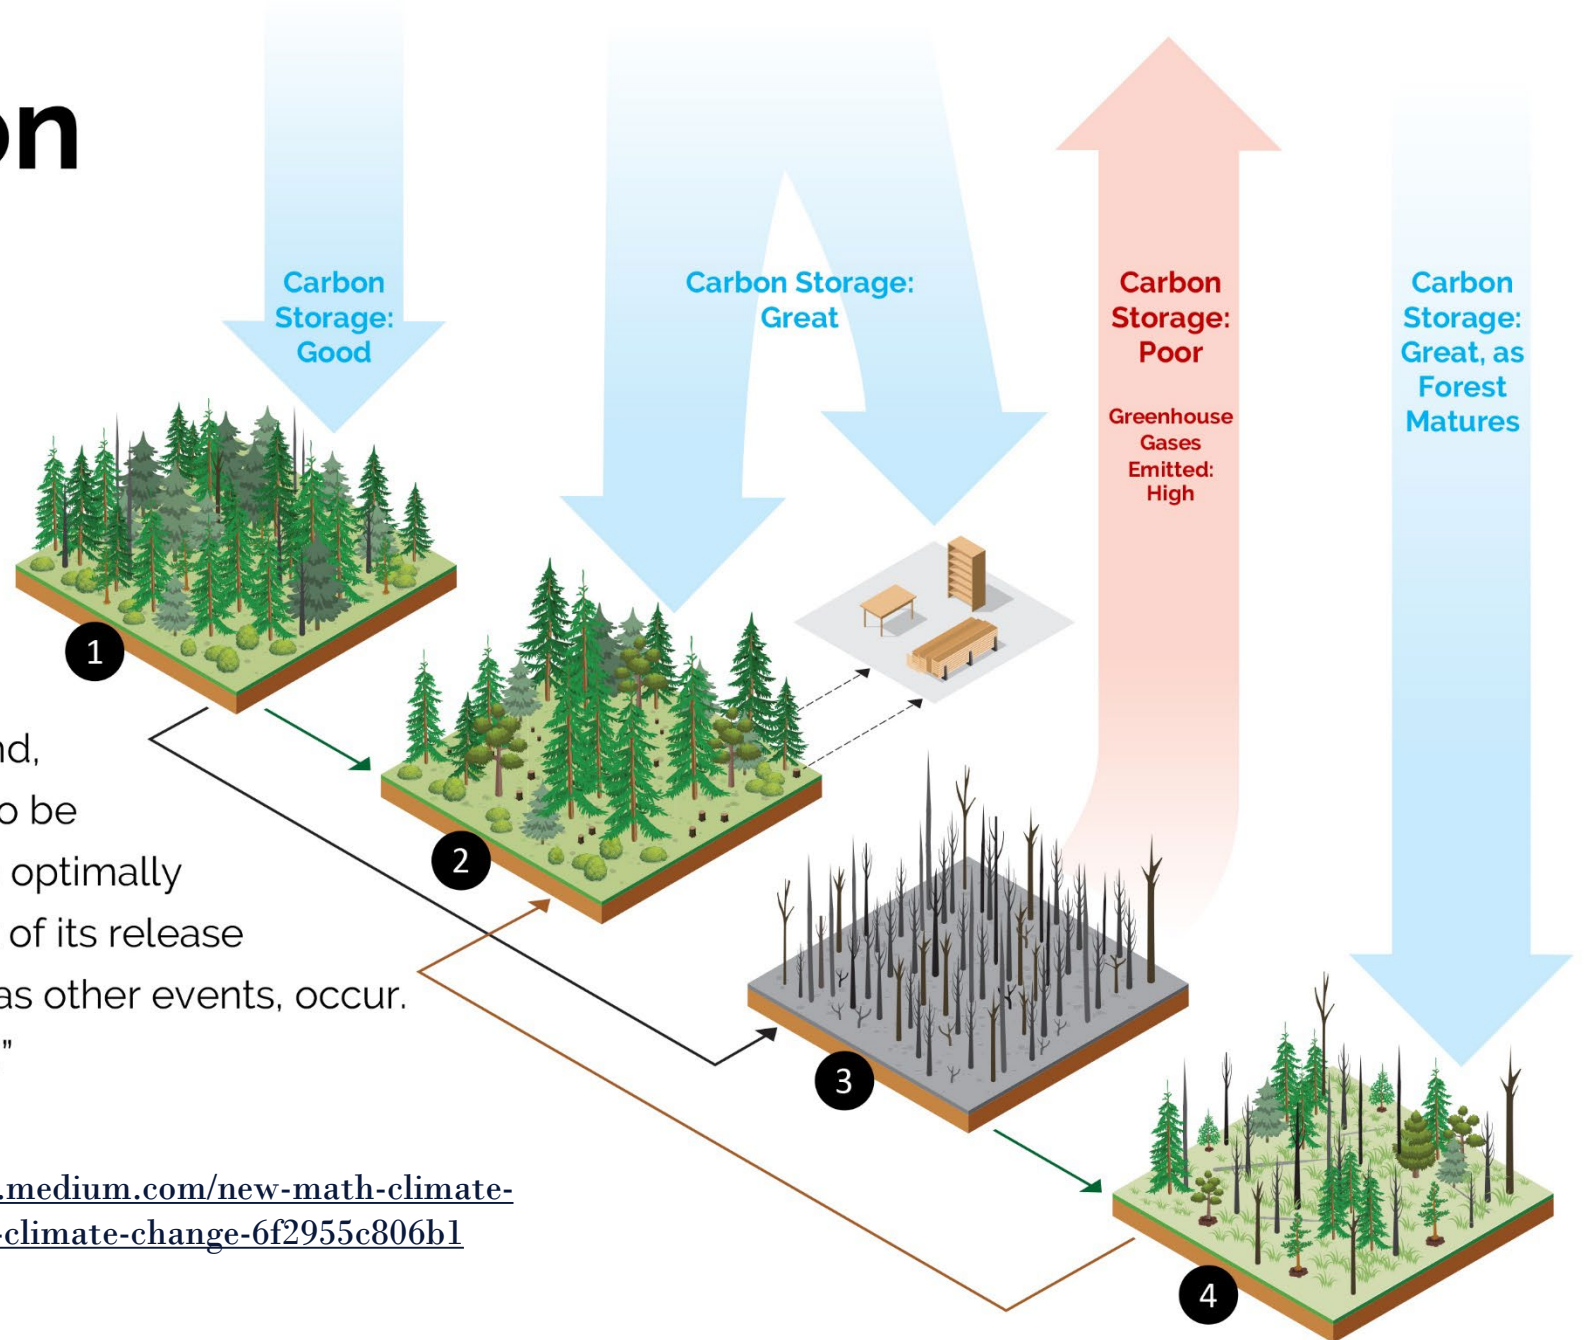 on
Carbon
Storage:
Good
Carbon Storage:
Great
Carbon
Storage:
Poor
Greenhouse
Gases
Emitted:
High
Carbon
Storage:
Great, as
Forest
Matures
1
2
3
4
nd,
o be
optimally
of its release
as other events, occur.
”
.medium.com/new-math-climate-
-climate-change-6f2955c806b1